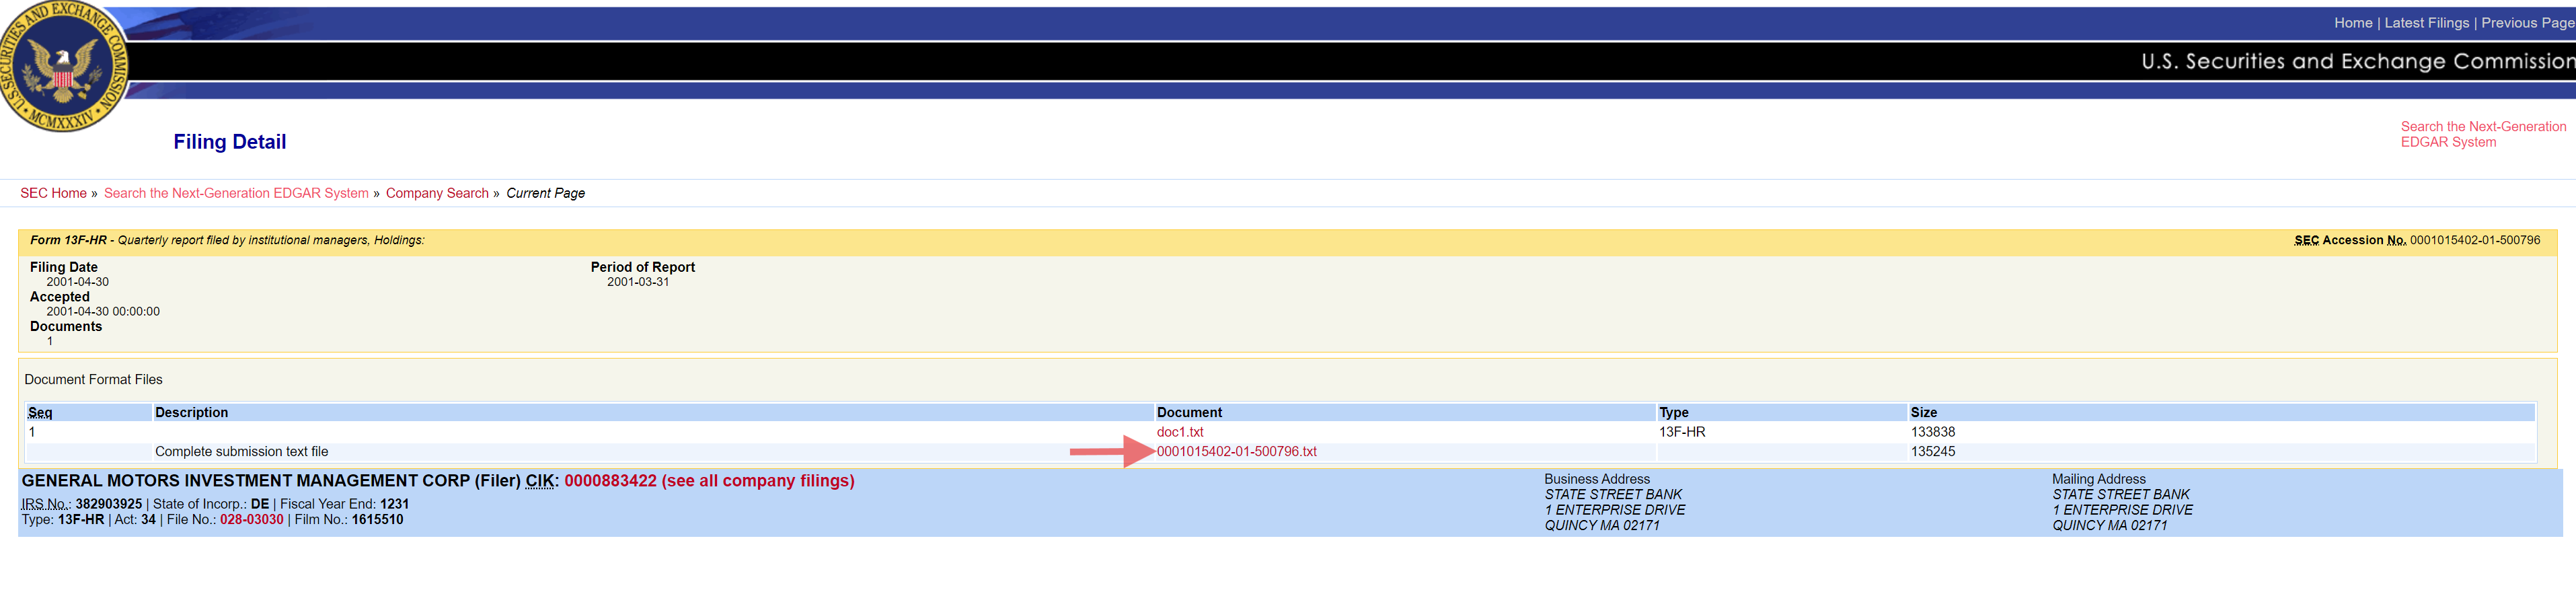 U.S. SECURITIES AND EXCHANGE COMMISSION
MCMXXXIV
Home | Latest Filings | Previous Page
U.S. Securities and Exchange Commission
Filing Detail
Search the Next-Generation
EDGAR System
SEC Home » Search the Next-Generation EDGAR System » Company Search » Current Page
Form 13F-HR - Quarterly report filed by institutional managers, Holdings:
SEC Accession No. 0001015402-01-500796
Filing Date
2001-04-30
Accepted
2001-04-30 00:00:00
Documents
1
Period of Report
2001-03-31
Document Format Files
Seq Description Document Type Size
1 doc1.txt 13F-HR 133838
Complete submission text file 0001015402-01-500796.txt 135245
GENERAL MOTORS INVESTMENT MANAGEMENT CORP (Filer) CIK: 0000883422 (see all company filings)
IRS No.: 382903925 | State of Incorp.: DE | Fiscal Year End: 1231
Type: 13F-HR | Act: 34 | File No.: 028-03030 | Film No.: 1615510
Business Address
STATE STREET BANK
1 ENTERPRISE DRIVE
QUINCY MA 02171
Mailing Address
STATE STREET BANK
1 ENTERPRISE DRIVE
QUINCY MA 02171